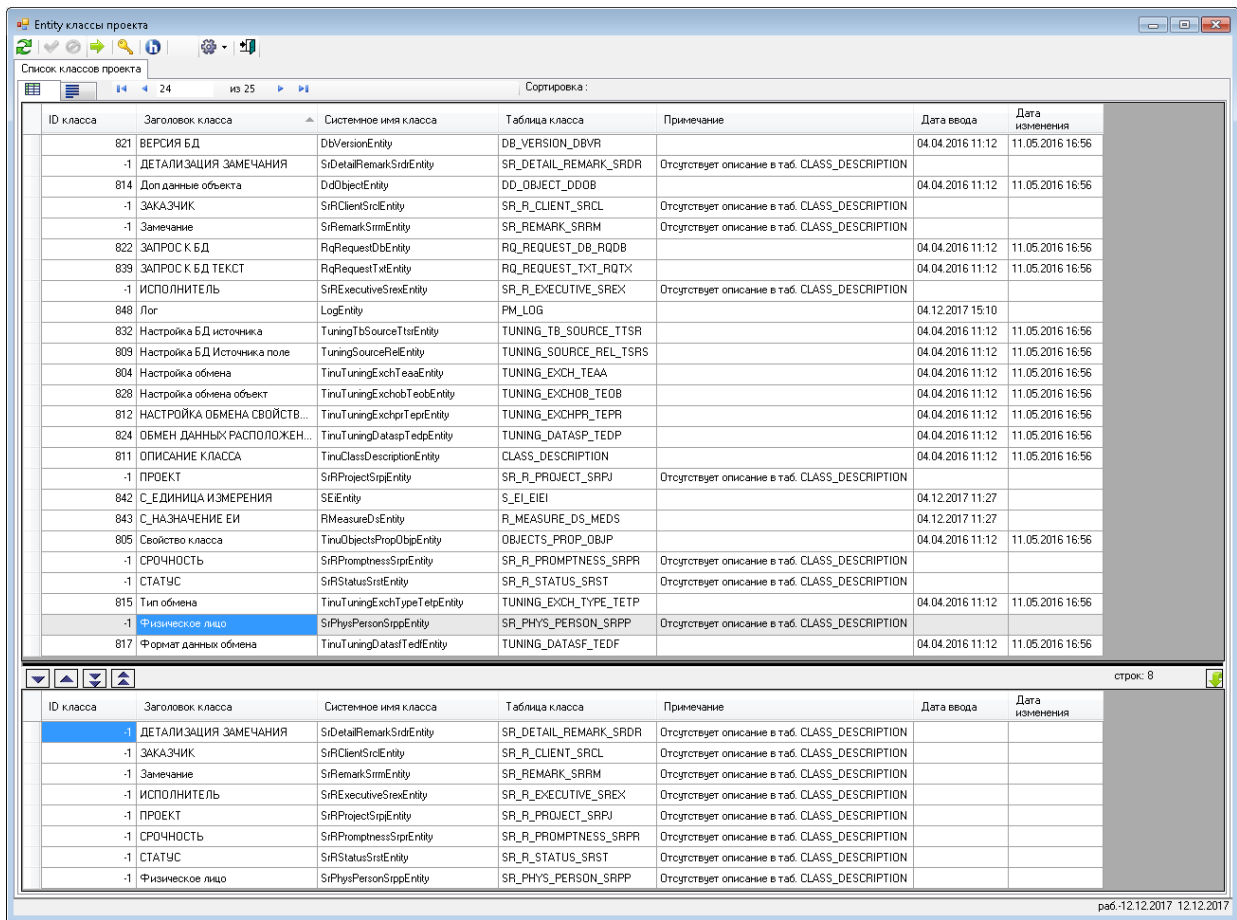 Entity классы проекта
Список классов проекта
24 из 25 Сортировка :
ID класса Заголовок класса Системное имя класса Таблица класса Примечание Дата ввода Дата изменения
821 ВЕРСИЯ БД DbVersionEntity DB_VERSION_DBVR 04.04.2016 11:12 11.05.2016 16:56
-1 ДЕТАЛИЗАЦИЯ ЗАМЕЧАНИЯ SrDetailRemarkSrdrEntity SR_DETAIL_REMARK_SRDR Отсутствует описание в таб. CLASS_DESCRIPTION
814 Доп данные объекта DdObjectEntity DD_OBJECT_DDOB 04.04.2016 11:12 11.05.2016 16:56
-1 ЗАКАЗЧИК SrRClientSrclEntity SR_R_CLIENT_SRCL Отсутствует описание в таб. CLASS_DESCRIPTION
-1 Замечание SrRemarkSrrmEntity SR_REMARK_SRRM Отсутствует описание в таб. CLASS_DESCRIPTION
822 ЗАПРОС К БД RqRequestDbEntity RQ_REQUEST_DB_RQDB 04.04.2016 11:12 11.05.2016 16:56
839 ЗАПРОС К БД ТЕКСТ RqRequestTxtEntity RQ_REQUEST_TXT_RQTX 04.04.2016 11:12 11.05.2016 16:56
-1 ИСПОЛНИТЕЛЬ SrRExecutiveSrexEntity SR_R_EXECUTIVE_SREX Отсутствует описание в таб. CLASS_DESCRIPTION
848 Лог LogEntity PM_LOG 04.12.2017 15:10
832 Настройка БД источника TuningTbSourceTtsrEntity TUNING_TB_SOURCE_TTSR 04.04.2016 11:12 11.05.2016 16:56
809 Настройка БД Источника поле TuningSourceRelEntity TUNING_SOURCE_REL_TSRS 04.04.2016 11:12 11.05.2016 16:56
804 Настройка обмена TinuTuningExchTeaaEntity TUNING_EXCH_TEAA 04.04.2016 11:12 11.05.2016 16:56
828 Настройка обмена объект TinuTuningExchobTeobEntity TUNING_EXCHOB_TEOB 04.04.2016 11:12 11.05.2016 16:56
812 НАСТРОЙКА ОБМЕНА СВОЙСТВ... TinuTuningExchprTeprEntity TUNING_EXCHPR_TEPR 04.04.2016 11:12 11.05.2016 16:56
824 ОБМЕН ДАННЫХ РАСПОЛОЖЕН... TinuTuningDataspTedpEntity TUNING_DATASP_TEDP 04.04.2016 11:12 11.05.2016 16:56
811 ОПИСАНИЕ КЛАССА TinuClassDescriptionEntity CLASS_DESCRIPTION 04.04.2016 11:12 11.05.2016 16:56
-1 ПРОЕКТ SrRProjectSrpjEntity SR_R_PROJECT_SRPJ Отсутствует описание в таб. CLASS_DESCRIPTION
842 С_ЕДИНИЦА ИЗМЕРЕНИЯ SEiEntity S_EI_EIEI 04.12.2017 11:27
843 С_НАЗНАЧЕНИЕ ЕИ RMeasureDsEntity R_MEASURE_DS_MEDS 04.12.2017 11:27
805 Свойство класса TinuObjectsPropObjpEntity OBJECTS_PROP_OBJP 04.04.2016 11:12 11.05.2016 16:56
-1 СРОЧНОСТЬ SrRPromptnessSrprEntity SR_R_PROMPTNESS_SRPR Отсутствует описание в таб. CLASS_DESCRIPTION
-1 СТАТУС SrRStatusSrstEntity SR_R_STATUS_SRST Отсутствует описание в таб. CLASS_DESCRIPTION
815 Тип обмена TinuTuningExchTypeTetpEntity TUNING_EXCH_TYPE_TETP 04.04.2016 11:12 11.05.2016 16:56
-1 Физическое лицо SrPhysPersonSrppEntity SR_PHYS_PERSON_SRPP Отсутствует описание в таб. CLASS_DESCRIPTION
817 Формат данных обмена TinuTuningDatasfTedfEntity TUNING_DATASF_TEDF 04.04.2016 11:12 11.05.2016 16:56
строк: 8
ID класса Заголовок класса Системное имя класса Таблица класса Примечание Дата ввода Дата изменения
-1 ДЕТАЛИЗАЦИЯ ЗАМЕЧАНИЯ SrDetailRemarkSrdrEntity SR_DETAIL_REMARK_SRDR Отсутствует описание в таб. CLASS_DESCRIPTION
-1 ЗАКАЗЧИК SrRClientSrclEntity SR_R_CLIENT_SRCL Отсутствует описание в таб. CLASS_DESCRIPTION
-1 Замечание SrRemarkSrrmEntity SR_REMARK_SRRM Отсутствует описание в таб. CLASS_DESCRIPTION
-1 ИСПОЛНИТЕЛЬ SrRExecutiveSrexEntity SR_R_EXECUTIVE_SREX Отсутствует описание в таб. CLASS_DESCRIPTION
-1 ПРОЕКТ SrRProjectSrpjEntity SR_R_PROJECT_SRPJ Отсутствует описание в таб. CLASS_DESCRIPTION
-1 СРОЧНОСТЬ SrRPromptnessSrprEntity SR_R_PROMPTNESS_SRPR Отсутствует описание в таб. CLASS_DESCRIPTION
-1 СТАТУС SrRStatusSrstEntity SR_R_STATUS_SRST Отсутствует описание в таб. CLASS_DESCRIPTION
-1 Физическое лицо SrPhysPersonSrppEntity SR_PHYS_PERSON_SRPP Отсутствует описание в таб. CLASS_DESCRIPTION
раб.-12.12.2017 12.12.2017